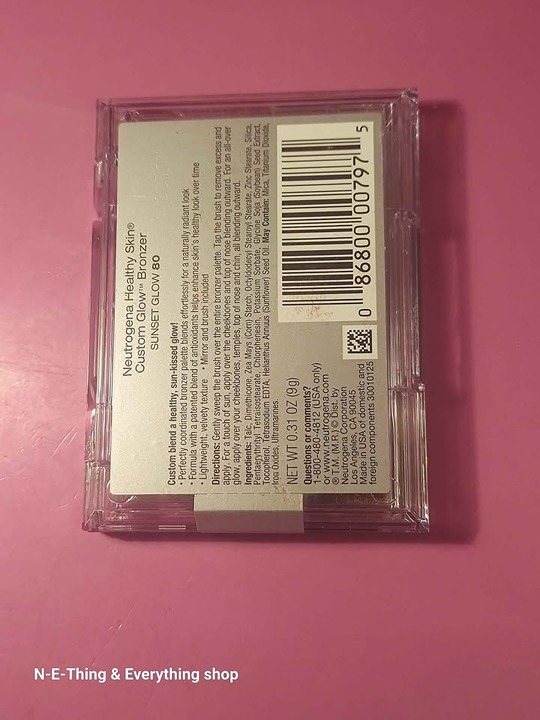 Neutrogena Healthy Skin®
Custom Glow™ Bronzer
SUNSET GLOW 80
Custom blend a healthy, sun-kissed glow!
• Perfectly coordinated bronzer palette blends effortlessly for a naturally radiant look
• Formula with a patented blend of antioxidants helps enhance skin's healthy look over time
• Lightweight, velvety texture • Mirror and brush included
Directions: Gently sweep the brush over the entire bronzer palette. Tap the brush to remove excess and
apply. For a touch of sun, apply over the cheekbones and top of nose blending outward. For an all-over
glow, apply over your cheekbones, temples, top of nose and chin, all blending outward.
Ingredients: Talc, Dimethicone, Zea Mays (Corn) Starch, Octyldodecyl Stearoyl Stearate, Zinc Stearate, Silica,
Pentaerythrityl Tetraisostearate, Chlorphenesin, Potassium Sorbate, Glycine Soja (Soybean) Seed Extract,
Tocopherol, Tetrasodium EDTA, Helianthus Annuus (Sunflower) Seed Oil. May Contain: Mica, Titanium Dioxide,
Iron Oxides, Ultramarines.
NET WT 0.31 OZ (9g)
Questions or comments?
1-800-480-4812 (USA only)
or www.neutrogena.com
® T.M. (M.R.) © Dist. by
Neutrogena Corporation
Los Angeles, CA 90045
Made in USA of domestic and
foreign components 30010125
0 86800 00797 5
N-E-Thing & Everything shop